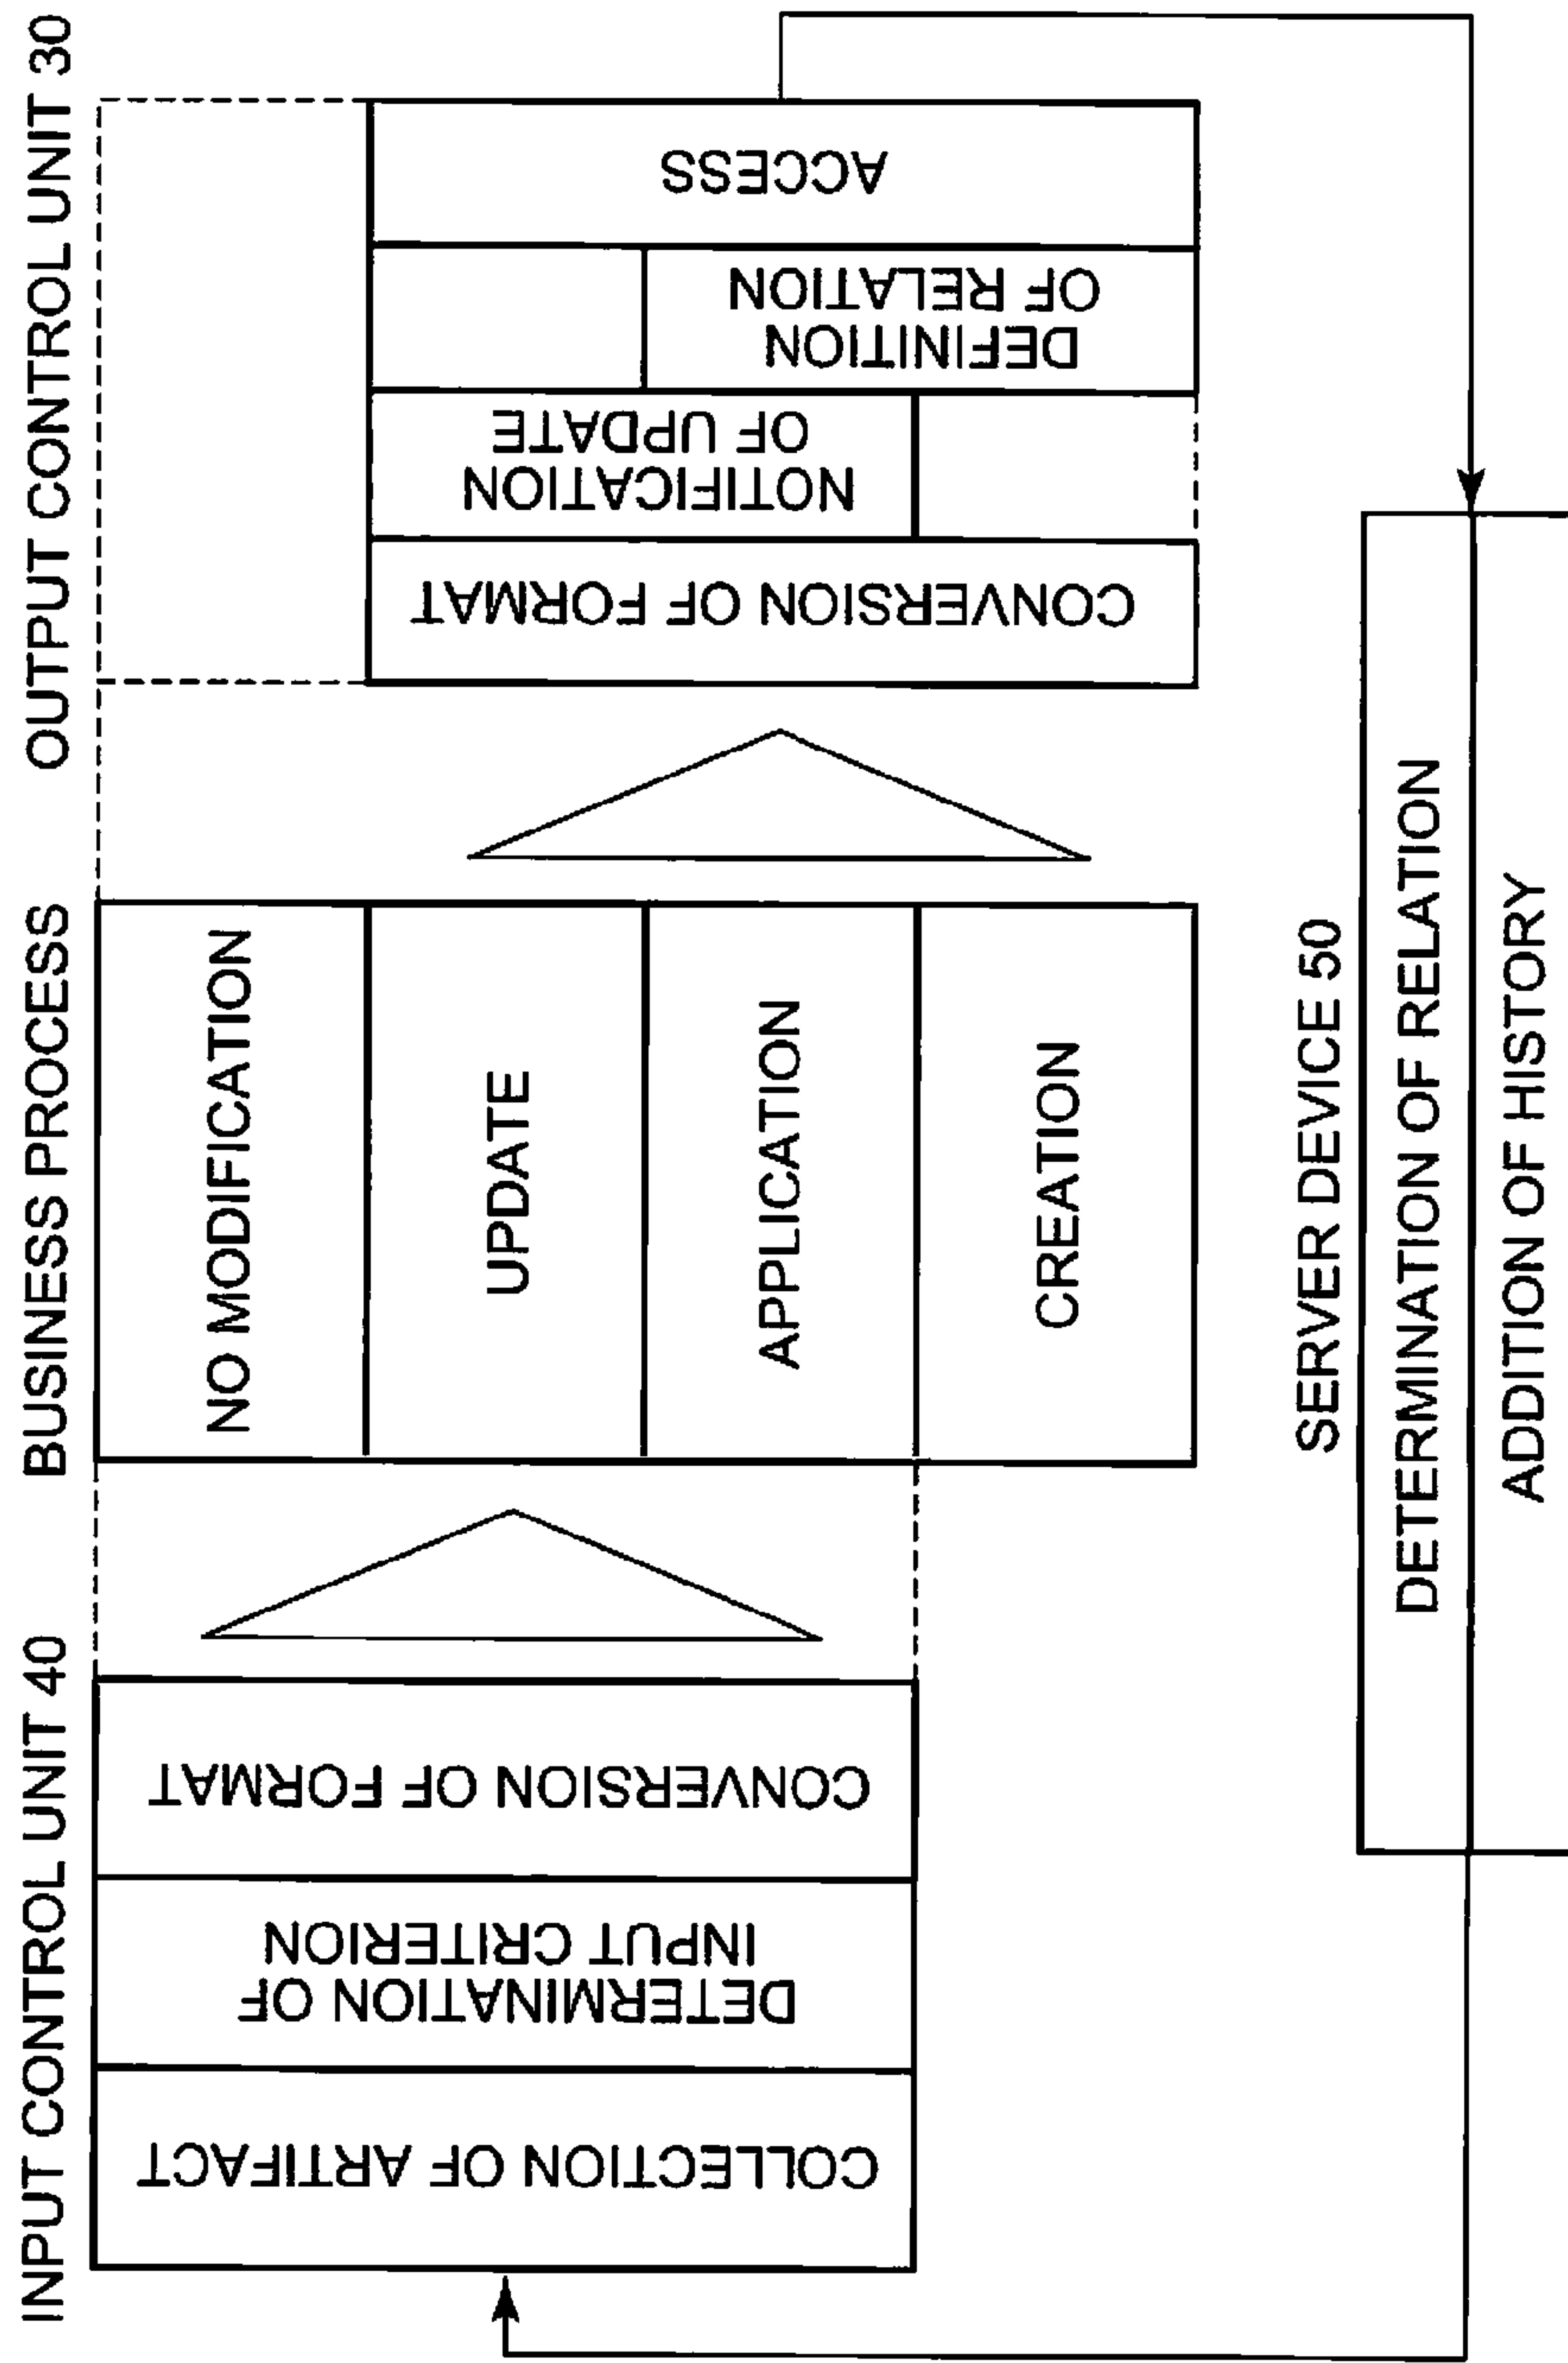 INPUT CONTROL UNIT 40
COLLECTION OF ARTIFACT
DETERMINATION OF
INPUT CRITERION
CONVERSION OF FORMAT
BUSINESS PROCESS
NO MODIFICATION
UPDATE
APPLICATION
CREATION
OUTPUT CONTROL UNIT 30
CONVERSION OF FORMAT
NOTIFICATION
OF UPDATE
DEFINITION
OF RELATION
ACCESS
SERVER DEVICE 50
DETERMINATION OF RELATION
ADDITION OF HISTORY